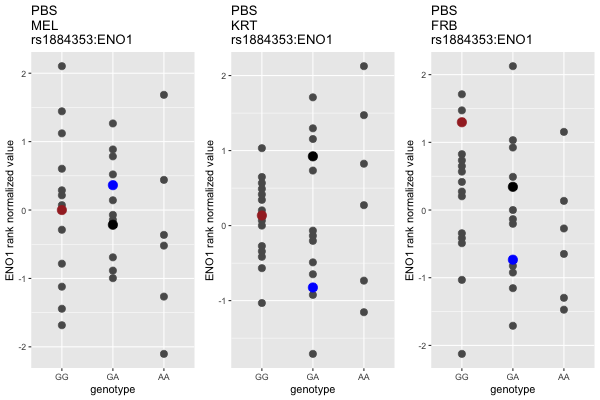 PBS
MEL
rs1884353:ENO1
ENO1 rank normalized value
2
1
0
-1
-2
GG
GA
AA
genotype
PBS
KRT
rs1884353:ENO1
ENO1 rank normalized value
2
1
0
-1
GG
GA
AA
genotype
PBS
FRB
rs1884353:ENO1
ENO1 rank normalized value
2
1
0
-1
-2
GG
GA
AA
genotype